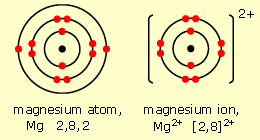 2+
magnesium atom,
Mg 2,8,2
magnesium ion,
Mg²⁺ [2,8]²⁺